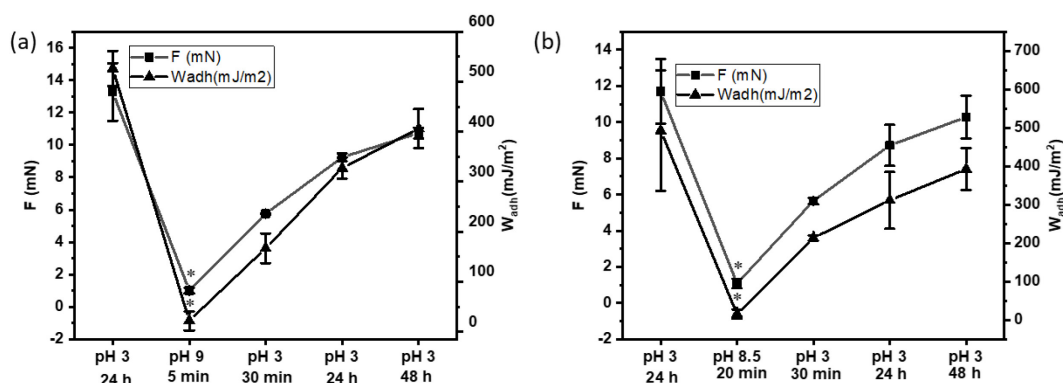 (a)
F (mN)
Wadh(mJ/m2)
16
14
12
10
8
6
4
2
0
-2
F (mN)
600
500
400
300
200
100
0
Wadh(mJ/m²)
*
*
pH 3 pH 9 pH 3 pH 3 pH 3
24 h 5 min 30 min 24 h 48 h
(b)
F (mN)
Wadh(mJ/m2)
14
12
10
8
6
4
2
0
-2
F (mN)
700
600
500
400
300
200
100
0
Wadh(mJ/m²)
*
*
pH 3 pH 8.5 pH 3 pH 3 pH 3
24 h 20 min 30 min 24 h 48 h